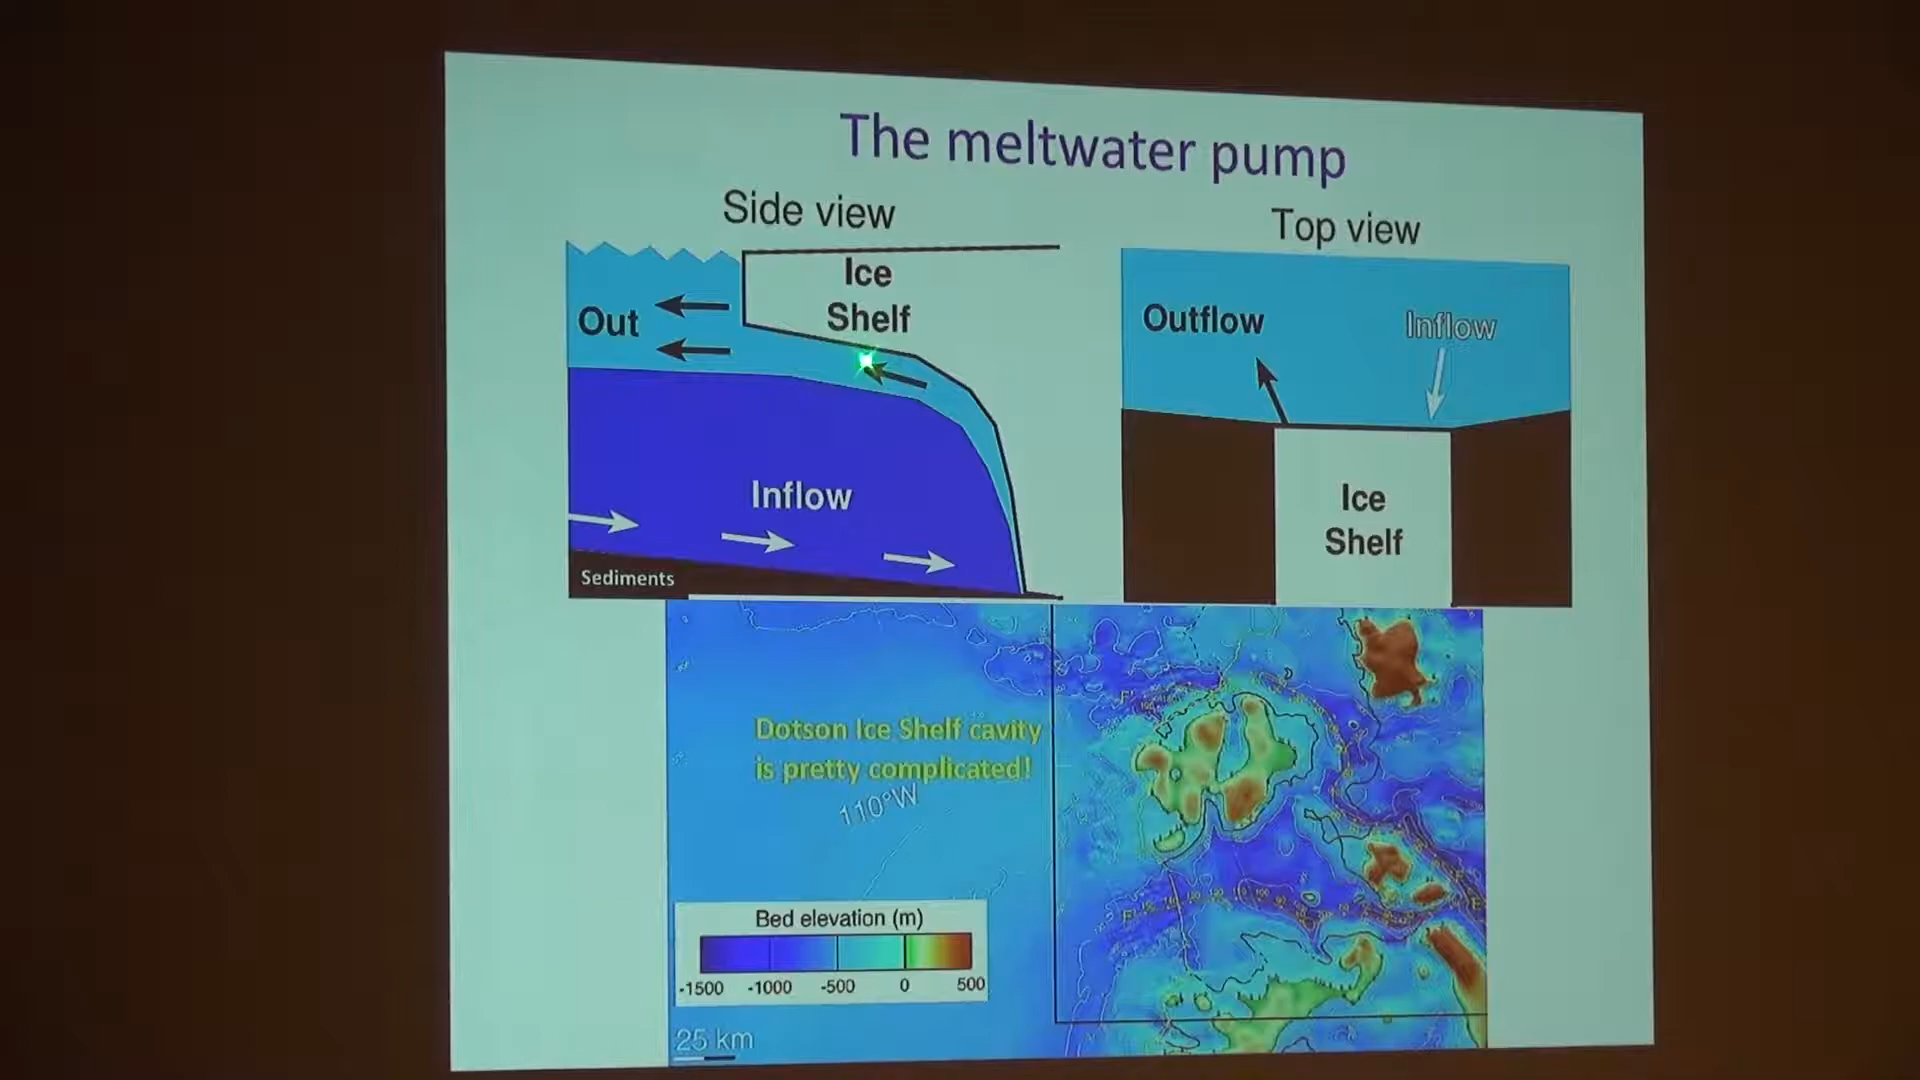 The meltwater pump
Side view
Top view
Ice
Shelf
Out
Inflow
Sediments
Outflow
Inflow
Ice
Shelf
Dotson Ice Shelf cavity
is pretty complicated!
110°W
Bed elevation (m)
-1500 -1000 -500 0 500
25 km